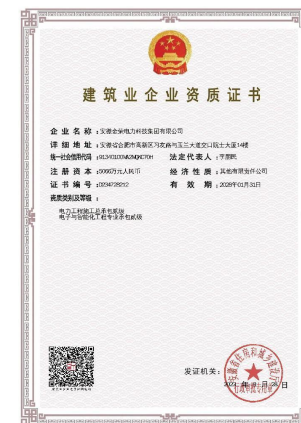 建筑业企业资质证书
企业名称：安徽金荣电力科技集团有限公司
详细地址：安徽省合肥市高新区习友路与玉兰大道交口院士大厦14楼
统一社会信用代码：
法定代表人：宇照民
注册资本：5066万元人民币
经济性质：其他有限责任公司
证书编号：D234728212
有效期：2028年01月31日
资质类别及等级：
电力工程施工总承包贰级
电子与智能化工程专业承包贰级
发证机关：